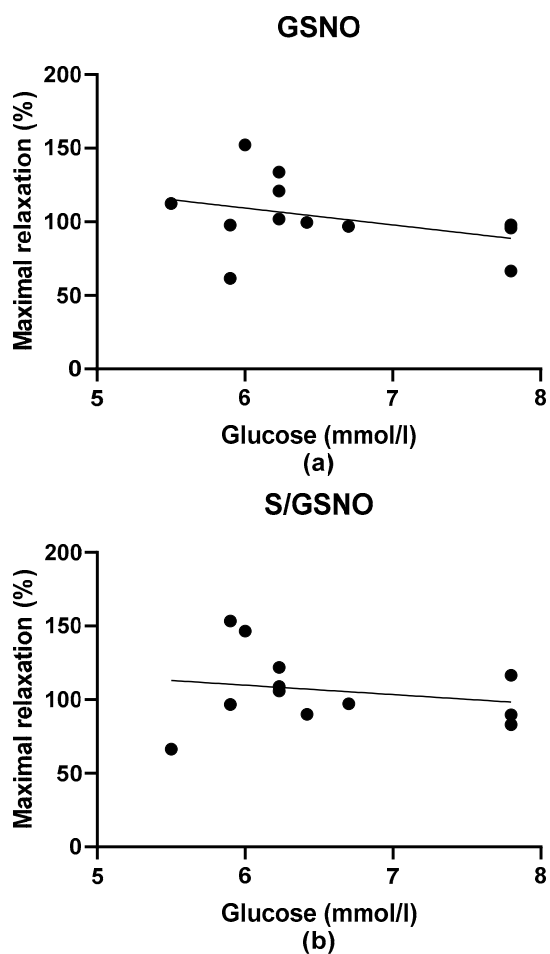 GSNO
Maximal relaxation (%)
200
150
100
50
0
5 6 7 8
Glucose (mmol/l)
(a)
S/GSNO
Maximal relaxation (%)
200
150
100
50
0
5 6 7 8
Glucose (mmol/l)
(b)